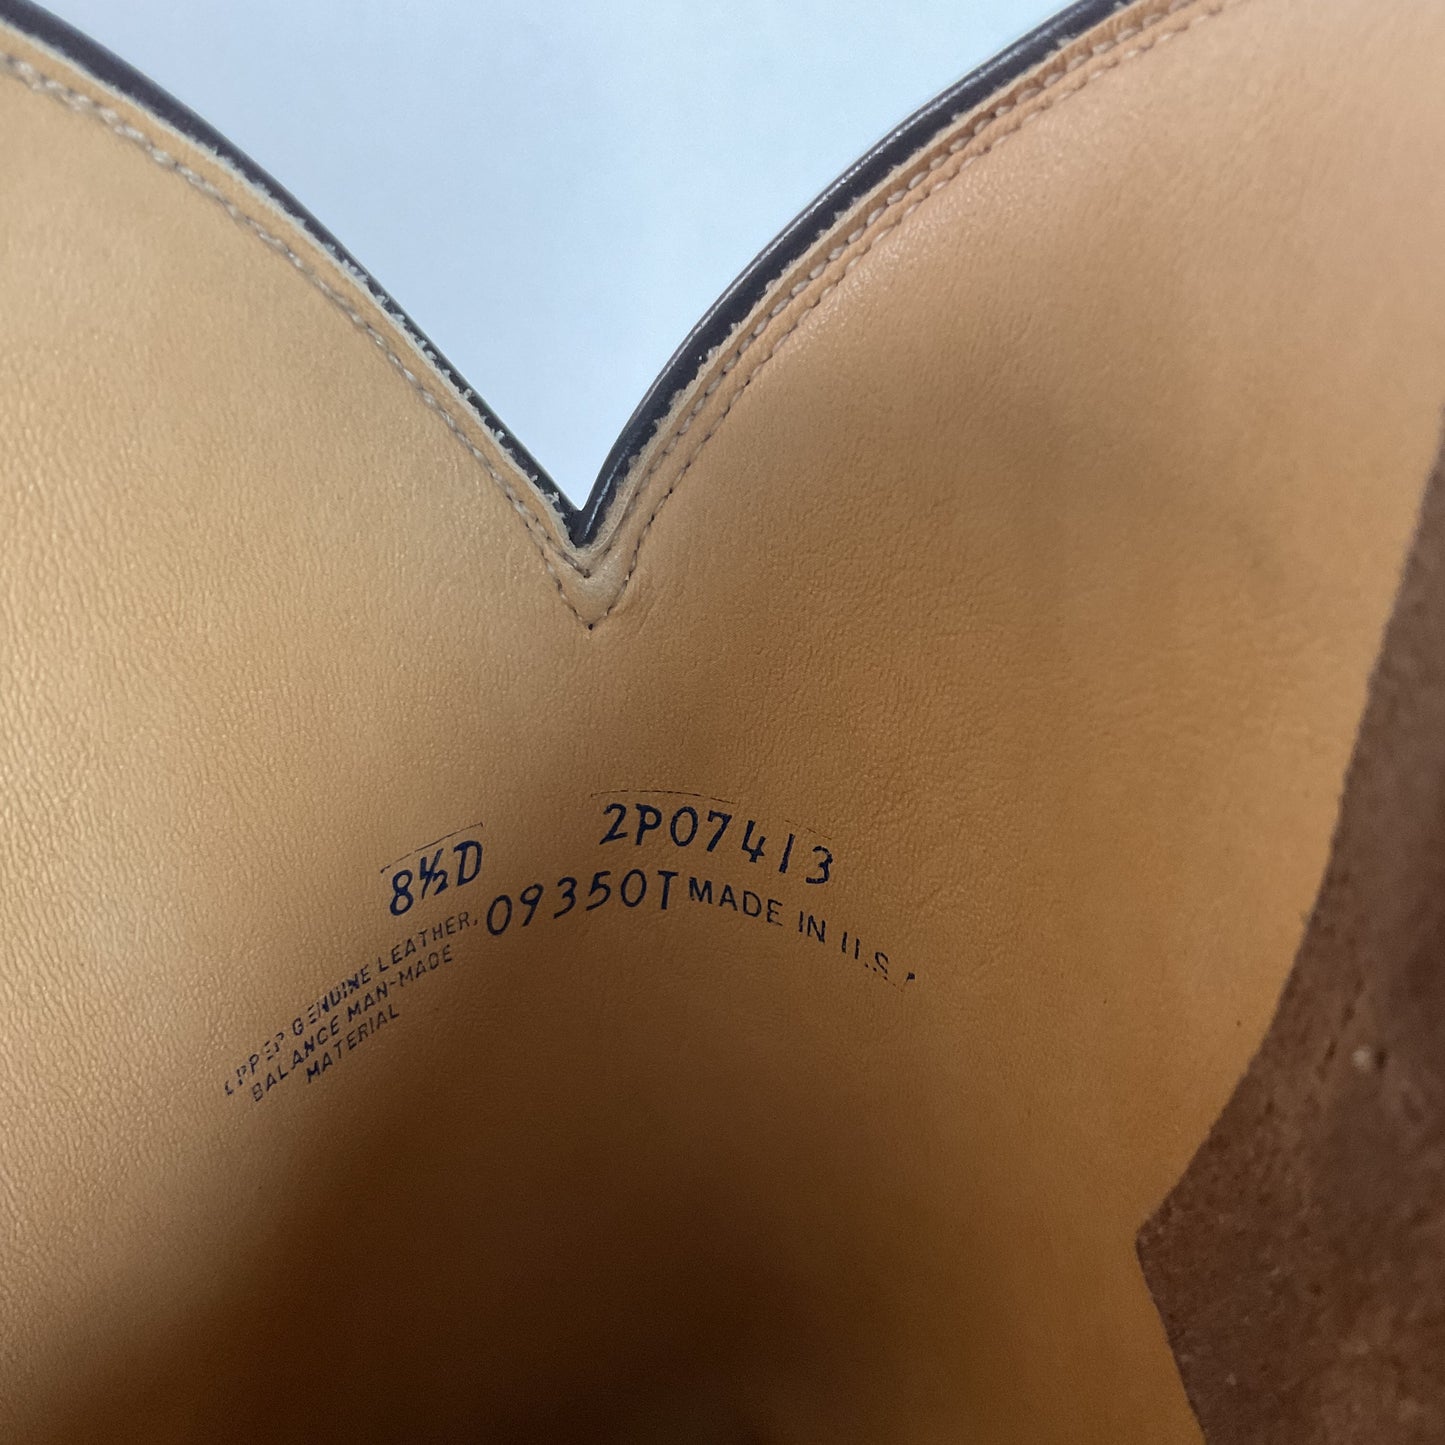 8½D 2P07413
09350T MADE IN U.S.
UPPER GENUINE LEATHER,
BALANCE MAN-MADE
MATERIAL